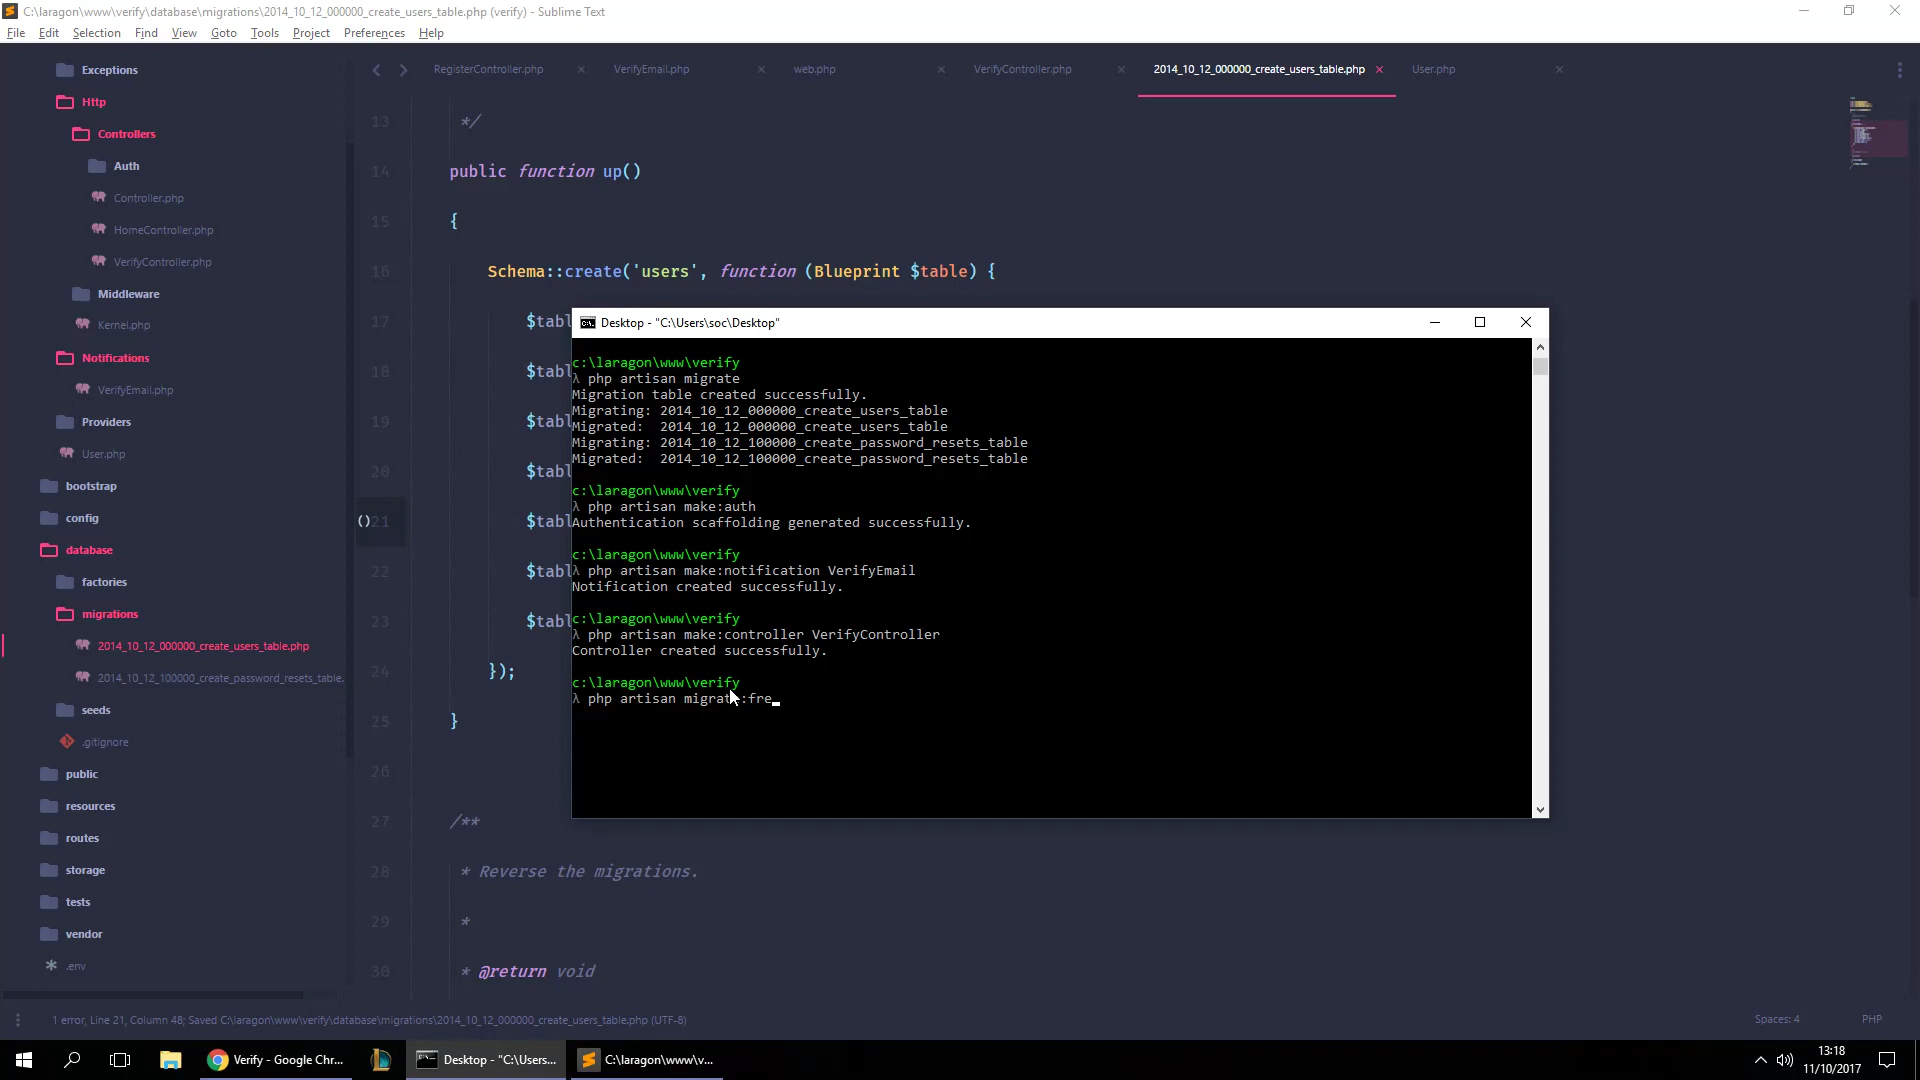 C:\laragon\www\verify\database\migrations\2014_10_12_000000_create_users_table.php (verify) - Sublime Text
File Edit Selection Find View Goto Tools Project Preferences Help
Exceptions
Http
Controllers
Auth
Controller.php
HomeController.php
VerifyController.php
Middleware
Kernel.php
Notifications
VerifyEmail.php
Providers
User.php
bootstrap
config
database
factories
migrations
2014_10_12_000000_create_users_table.php
2014_10_12_100000_create_password_resets_table.
seeds
.gitignore
public
resources
routes
storage
tests
vendor
.env
RegisterController.php VerifyEmail.php web.php VerifyController.php 2014_10_12_000000_create_users_table.php User.php
13 */
14 public function up()
15 {
16 Schema::create('users', function (Blueprint $table) {
17 $tabl
18 $tabl
19 $tabl
20 $tabl
()21 $tabl
22 $tabl
23 $tabl
24 });
25 }
26
27 /**
28 * Reverse the migrations.
29 *
30 * @return void
Desktop - "C:\Users\soc\Desktop"
c:\laragon\www\verify
λ php artisan migrate
Migration table created successfully.
Migrating: 2014_10_12_000000_create_users_table
Migrated:  2014_10_12_000000_create_users_table
Migrating: 2014_10_12_100000_create_password_resets_table
Migrated:  2014_10_12_100000_create_password_resets_table
c:\laragon\www\verify
λ php artisan make:auth
Authentication scaffolding generated successfully.
c:\laragon\www\verify
λ php artisan make:notification VerifyEmail
Notification created successfully.
c:\laragon\www\verify
λ php artisan make:controller VerifyController
Controller created successfully.
c:\laragon\www\verify
λ php artisan migrate:fre
1 error, Line 21, Column 48; Saved C:\laragon\www\verify\database\migrations\2014_10_12_000000_create_users_table.php (UTF-8)
Spaces: 4 PHP
Verify - Google Chr... Desktop - "C:\Users... C:\laragon\www\v...
13:18
11/10/2017